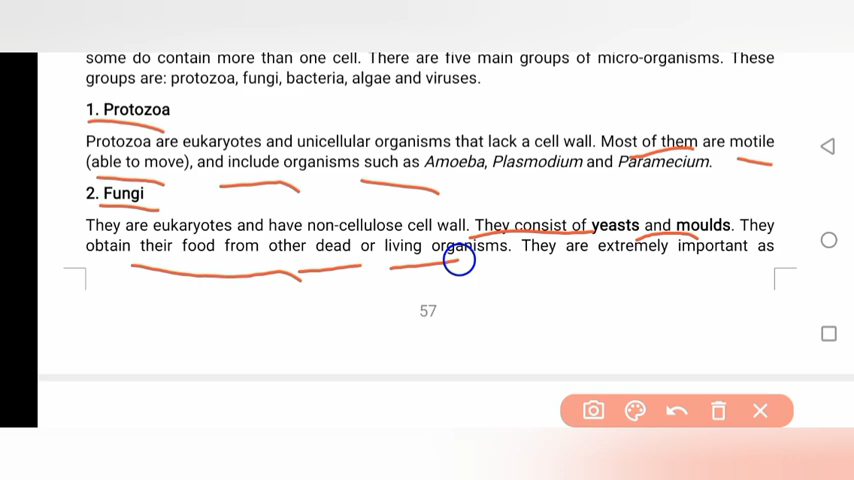 some do contain more than one cell. There are five main groups of micro-organisms. These
groups are: protozoa, fungi, bacteria, algae and viruses.
1. Protozoa
Protozoa are eukaryotes and unicellular organisms that lack a cell wall. Most of them are motile
(able to move), and include organisms such as Amoeba, Plasmodium and Paramecium.
2. Fungi
They are eukaryotes and have non-cellulose cell wall. They consist of yeasts and moulds. They
obtain their food from other dead or living organisms. They are extremely important as
57